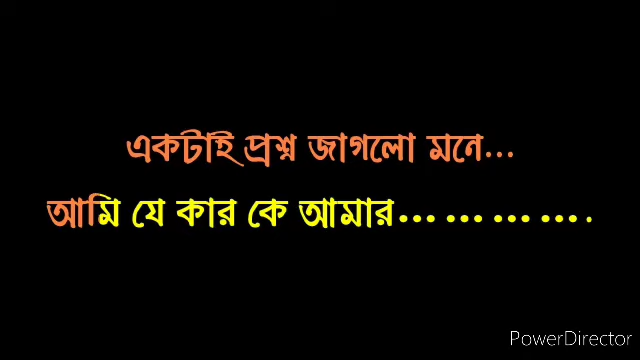 একটাই প্রশ্ন জাগলো মনে...
আমি যে কার কে আমার... ... ... ... .
PowerDirector